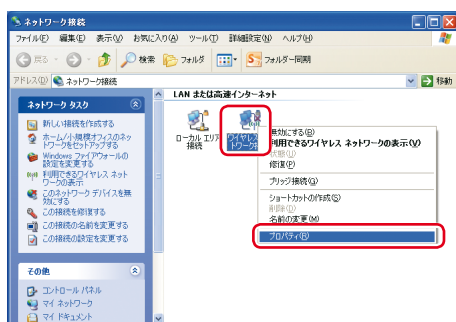 ネットワーク接続
ファイル(F) 編集(E) 表示(V) お気に入り(A) ツール(T) 詳細設定(N) ヘルプ(H)
戻る 検索 フォルダ フォルダー同期
アドレス(D) ネットワーク接続 移動
ネットワーク タスク
新しい接続を作成する
ホーム/小規模オフィスのネットワークをセットアップする
Windows ファイアウォールの設定を変更する
利用できるワイヤレス ネットワークの表示
このネットワーク デバイスを無効にする
この接続を修復する
この接続の名前を変更する
この接続の設定を変更する
その他
コントロール パネル
マイ ネットワーク
マイ ドキュメント
LAN または高速インターネット
ローカル エリア接続
ワイヤレス
トワーク
無効にする(B)
利用できるワイヤレス ネットワークの表示(V)
状態(U)
修復(P)
ブリッジ接続(G)
ショートカットの作成(S)
削除(D)
名前の変更(M)
プロパティ(R)